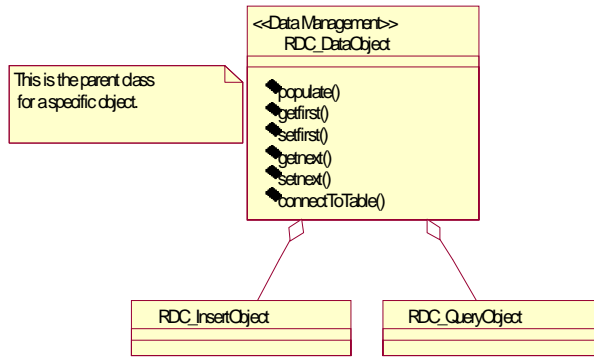 <<Data Management>>
RDC_DataObject
This is the parent class
for a specific object.
populate()
getfirst()
setfirst()
getnext()
setnext()
connectToTable()
RDC_InsertObject
RDC_QueryObject